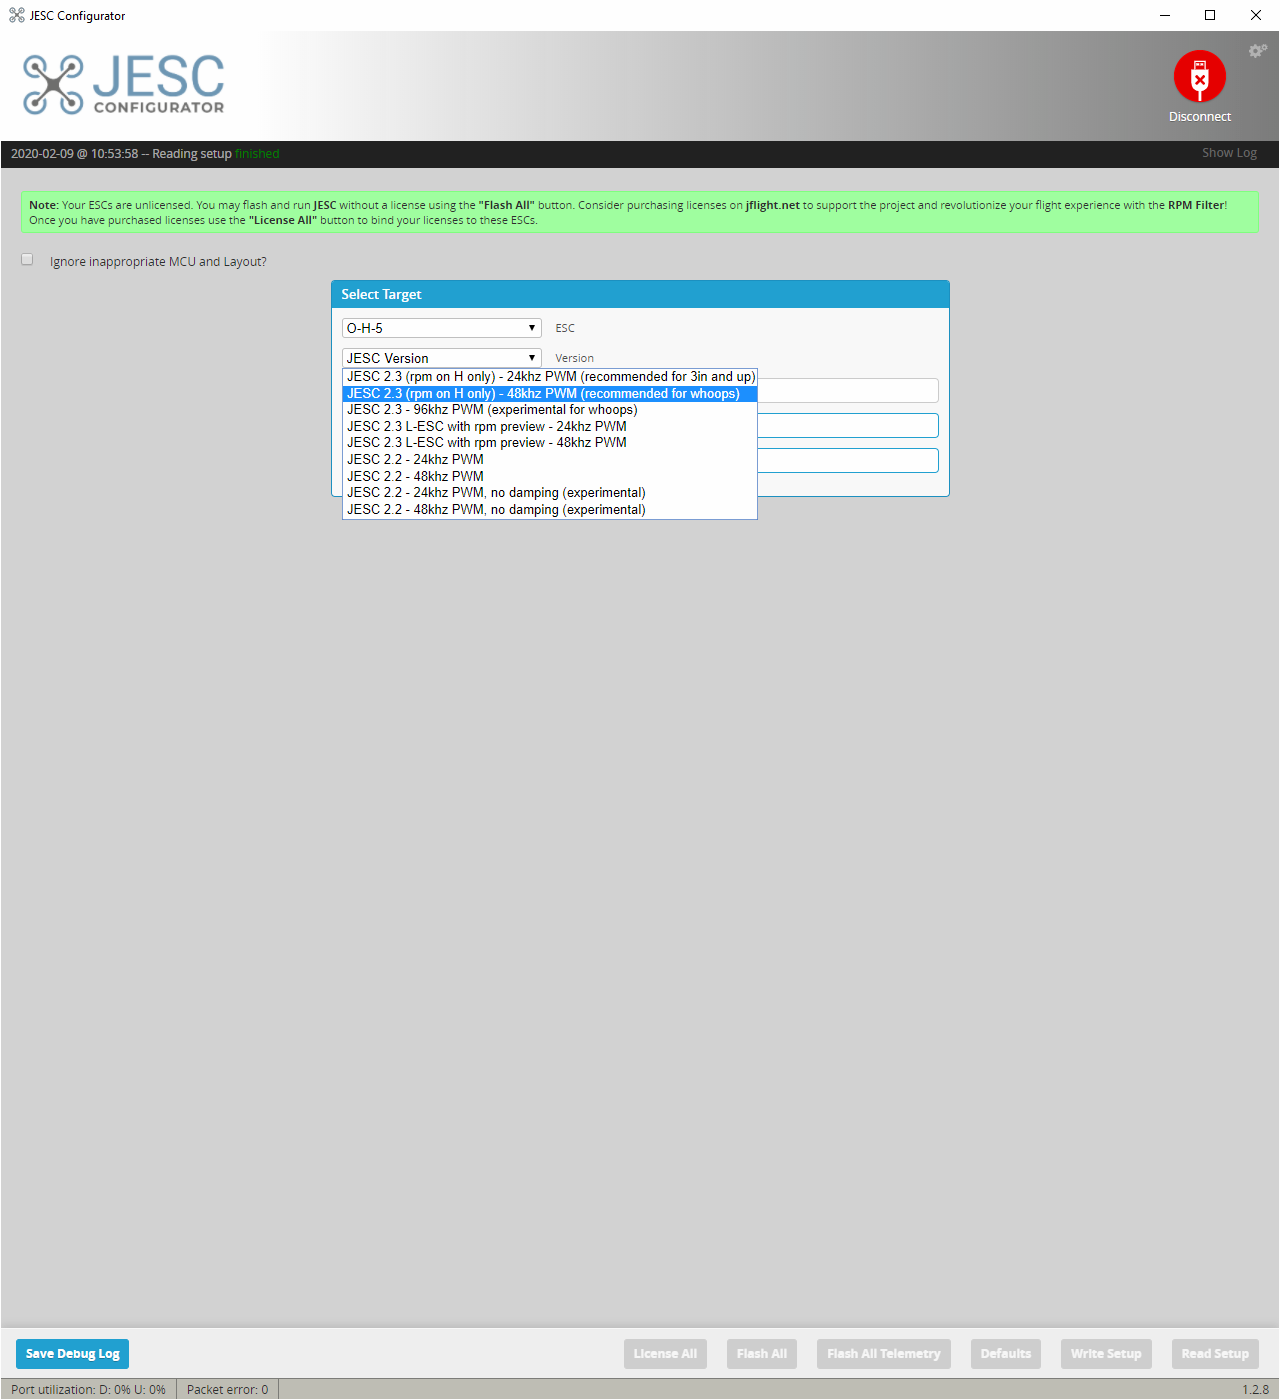 JESC Configurator
JESC
CONFIGURATOR
Disconnect
2020-02-09 @ 10:53:58 -- Reading setup finished
Show Log
Note: Your ESCs are unlicensed. You may flash and run JESC without a license using the "Flash All" button. Consider purchasing licenses on jflight.net to support the project and revolutionize your flight experience with the RPM Filter!
Once you have purchased licenses use the "License All" button to bind your licenses to these ESCs.
Ignore inappropriate MCU and Layout?
Select Target
O-H-5 ESC
JESC Version Version
JESC 2.3 (rpm on H only) - 24khz PWM (recommended for 3in and up)
JESC 2.3 (rpm on H only) - 48khz PWM (recommended for whoops)
JESC 2.3 - 96khz PWM (experimental for whoops)
JESC 2.3 L-ESC with rpm preview - 24khz PWM
JESC 2.3 L-ESC with rpm preview - 48khz PWM
JESC 2.2 - 24khz PWM
JESC 2.2 - 48khz PWM
JESC 2.2 - 24khz PWM, no damping (experimental)
JESC 2.2 - 48khz PWM, no damping (experimental)
Save Debug Log License All Flash All Flash All Telemetry Defaults Write Setup Read Setup
Port utilization: D: 0% U: 0% Packet error: 0 1.2.8